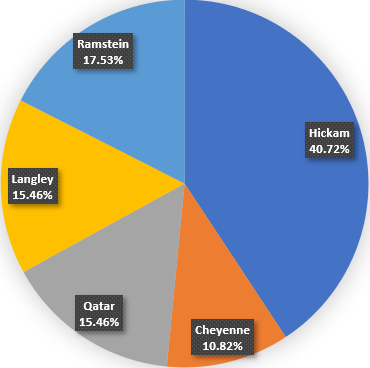 Ramstein
17.53%
Hickam
40.72%
Langley
15.46%
Qatar
15.46%
Cheyenne
10.82%